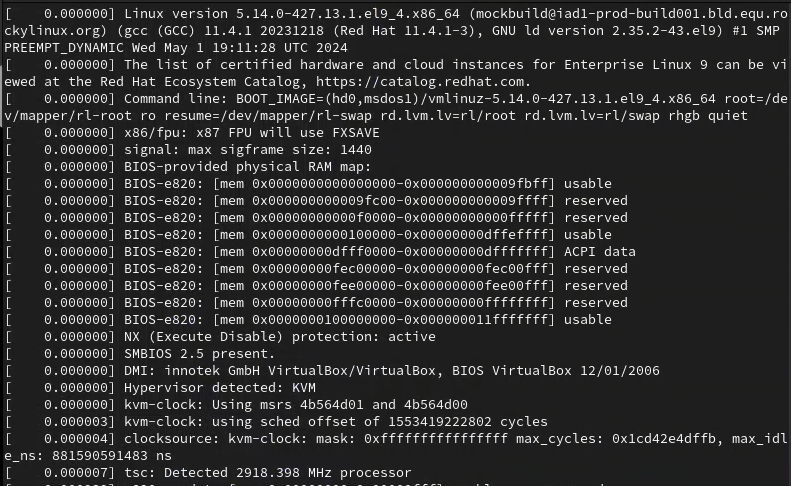 [    0.000000] Linux version 5.14.0-427.13.1.el9_4.x86_64 (mockbuild@iad1-prod-build001.bld.equ.ro
ckylinux.org) (gcc (GCC) 11.4.1 20231218 (Red Hat 11.4.1-3), GNU ld version 2.35.2-43.el9) #1 SMP
PREEMPT_DYNAMIC Wed May 1 19:11:28 UTC 2024
[    0.000000] The list of certified hardware and cloud instances for Enterprise Linux 9 can be vi
ewed at the Red Hat Ecosystem Catalog, https://catalog.redhat.com.
[    0.000000] Command line: BOOT_IMAGE=(hd0,msdos1)/vmlinuz-5.14.0-427.13.1.el9_4.x86_64 root=/de
v/mapper/rl-root ro resume=/dev/mapper/rl-swap rd.lvm.lv=rl/root rd.lvm.lv=rl/swap rhgb quiet
[    0.000000] x86/fpu: x87 FPU will use FXSAVE
[    0.000000] signal: max sigframe size: 1440
[    0.000000] BIOS-provided physical RAM map:
[    0.000000] BIOS-e820: [mem 0x0000000000000000-0x000000000009fbff] usable
[    0.000000] BIOS-e820: [mem 0x000000000009fc00-0x000000000009ffff] reserved
[    0.000000] BIOS-e820: [mem 0x00000000000f0000-0x00000000000fffff] reserved
[    0.000000] BIOS-e820: [mem 0x0000000000100000-0x00000000dffeffff] usable
[    0.000000] BIOS-e820: [mem 0x00000000dfff0000-0x00000000dfffffff] ACPI data
[    0.000000] BIOS-e820: [mem 0x00000000fec00000-0x00000000fec00fff] reserved
[    0.000000] BIOS-e820: [mem 0x00000000fee00000-0x00000000fee00fff] reserved
[    0.000000] BIOS-e820: [mem 0x00000000fffc0000-0x00000000ffffffff] reserved
[    0.000000] BIOS-e820: [mem 0x0000000100000000-0x000000011fffffff] usable
[    0.000000] NX (Execute Disable) protection: active
[    0.000000] SMBIOS 2.5 present.
[    0.000000] DMI: innotek GmbH VirtualBox/VirtualBox, BIOS VirtualBox 12/01/2006
[    0.000000] Hypervisor detected: KVM
[    0.000000] kvm-clock: Using msrs 4b564d01 and 4b564d00
[    0.000003] kvm-clock: using sched offset of 1553419222802 cycles
[    0.000004] clocksource: kvm-clock: mask: 0xffffffffffffffff max_cycles: 0x1cd42e4dffb, max_idl
e_ns: 881590591483 ns
[    0.000007] tsc: Detected 2918.398 MHz processor